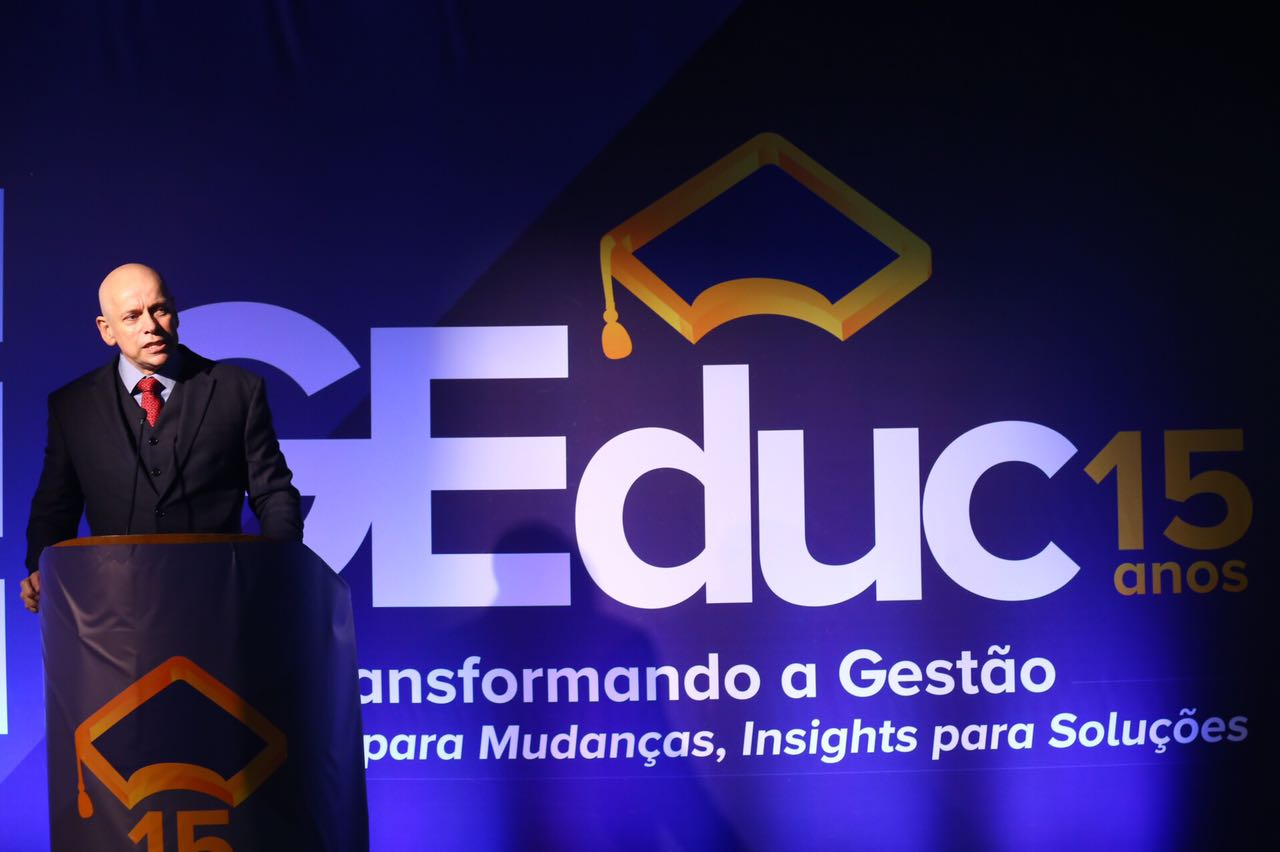 GEduc
15
anos
ansformando a Gestão
para Mudanças, Insights para Soluções
15